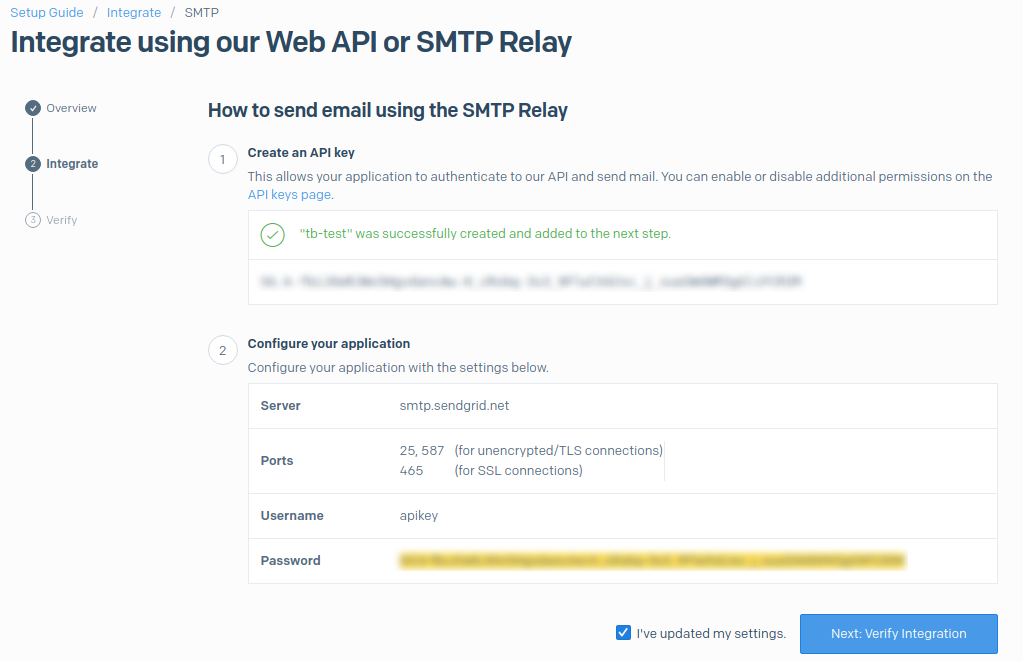 Setup Guide / Integrate / SMTP
Integrate using our Web API or SMTP Relay
Overview
2 Integrate
3 Verify
How to send email using the SMTP Relay
1 Create an API key
This allows your application to authenticate to our API and send mail. You can enable or disable additional permissions on the
API keys page.
"tb-test" was successfully created and added to the next step.
2 Configure your application
Configure your application with the settings below.
Server smtp.sendgrid.net
Ports
25, 587 (for unencrypted/TLS connections)
465 (for SSL connections)
Username apikey
Password
I've updated my settings.
Next: Verify Integration